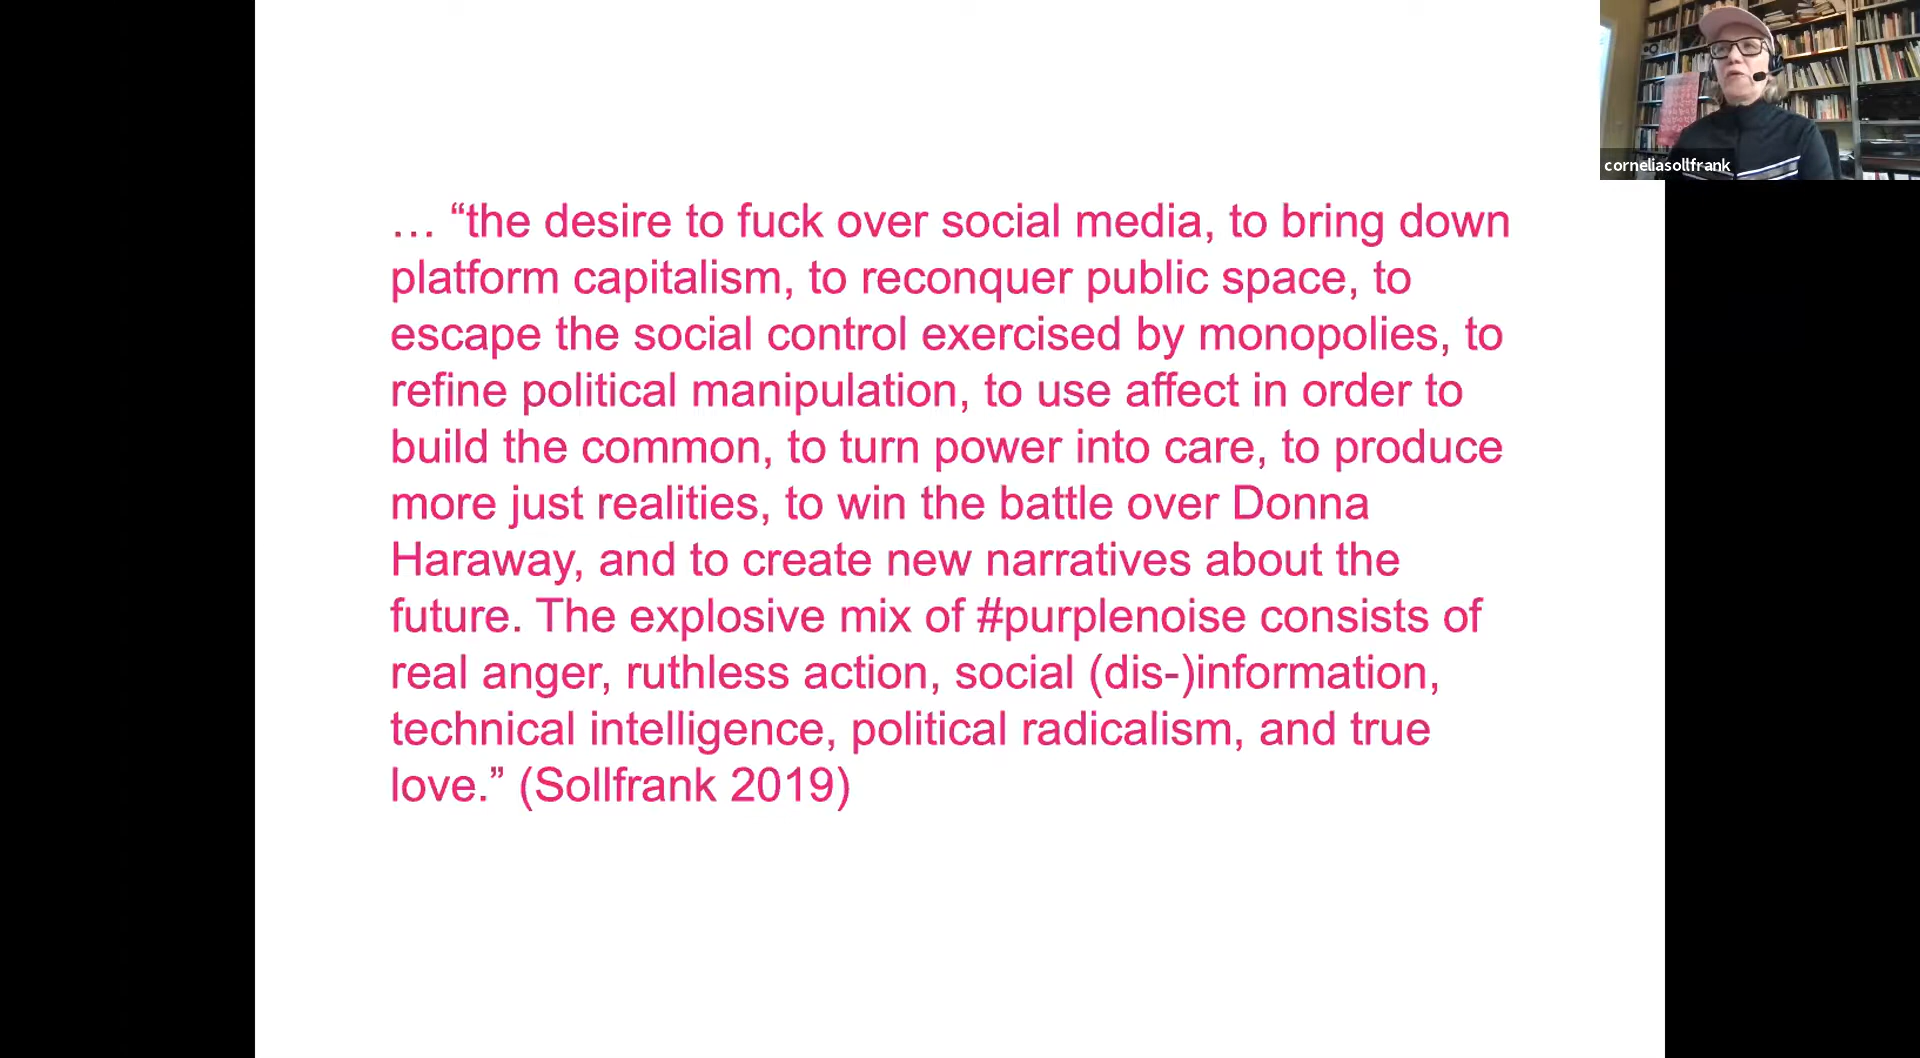 corneliasollfrank
… “the desire to fuck over social media, to bring down
platform capitalism, to reconquer public space, to
escape the social control exercised by monopolies, to
refine political manipulation, to use affect in order to
build the common, to turn power into care, to produce
more just realities, to win the battle over Donna
Haraway, and to create new narratives about the
future. The explosive mix of #purplenoise consists of
real anger, ruthless action, social (dis-)information,
technical intelligence, political radicalism, and true
love.” (Sollfrank 2019)